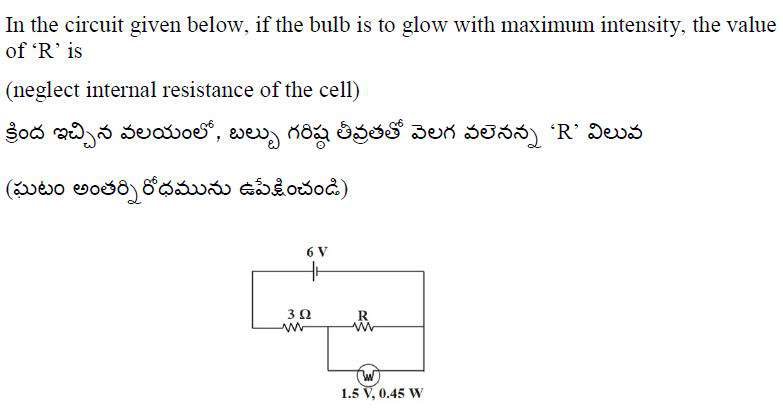 In the circuit given below, if the bulb is to glow with maximum intensity, the value
of ‘R’ is
(neglect internal resistance of the cell)
క్రింద ఇచ్చిన వలయంలో, బల్బు గరిష్ఠ తీవ్రతతో వెలగ వలెనన్న ‘R’ విలువ
(ఘటం అంతర్నిరోధమును ఉపేక్షించండి)
6 V
3 Ω R
1.5 V, 0.45 W